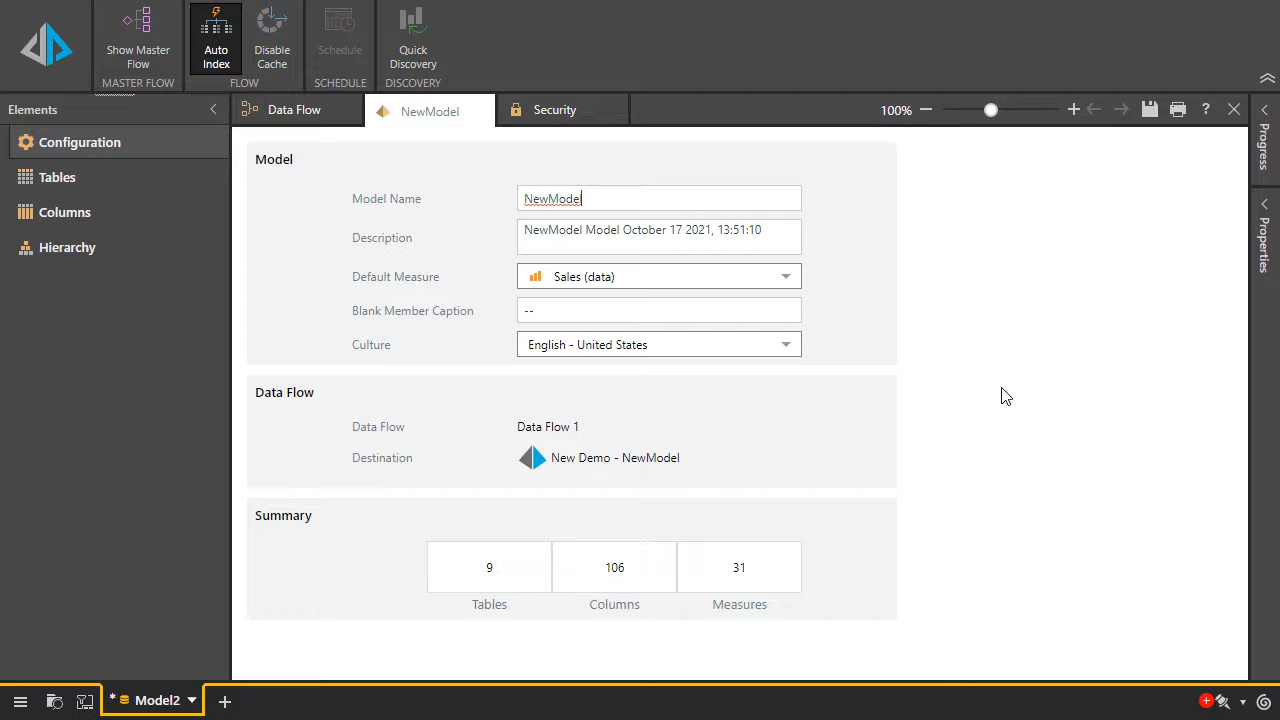 Show Master Flow
Auto Index
Disable Cache
Schedule
Quick Discovery
MASTER FLOW
FLOW
SCHEDULE
DISCOVERY
Elements
Data Flow
NewModel
Security
100%
?
Configuration
Tables
Columns
Hierarchy
Model
Model Name
NewModel
Description
NewModel Model October 17 2021, 13:51:10
Default Measure
Sales (data)
Blank Member Caption
--
Culture
English - United States
Data Flow
Data Flow
Data Flow 1
Destination
New Demo - NewModel
Summary
9
106
31
Tables
Columns
Measures
Progress
Properties
* Model2